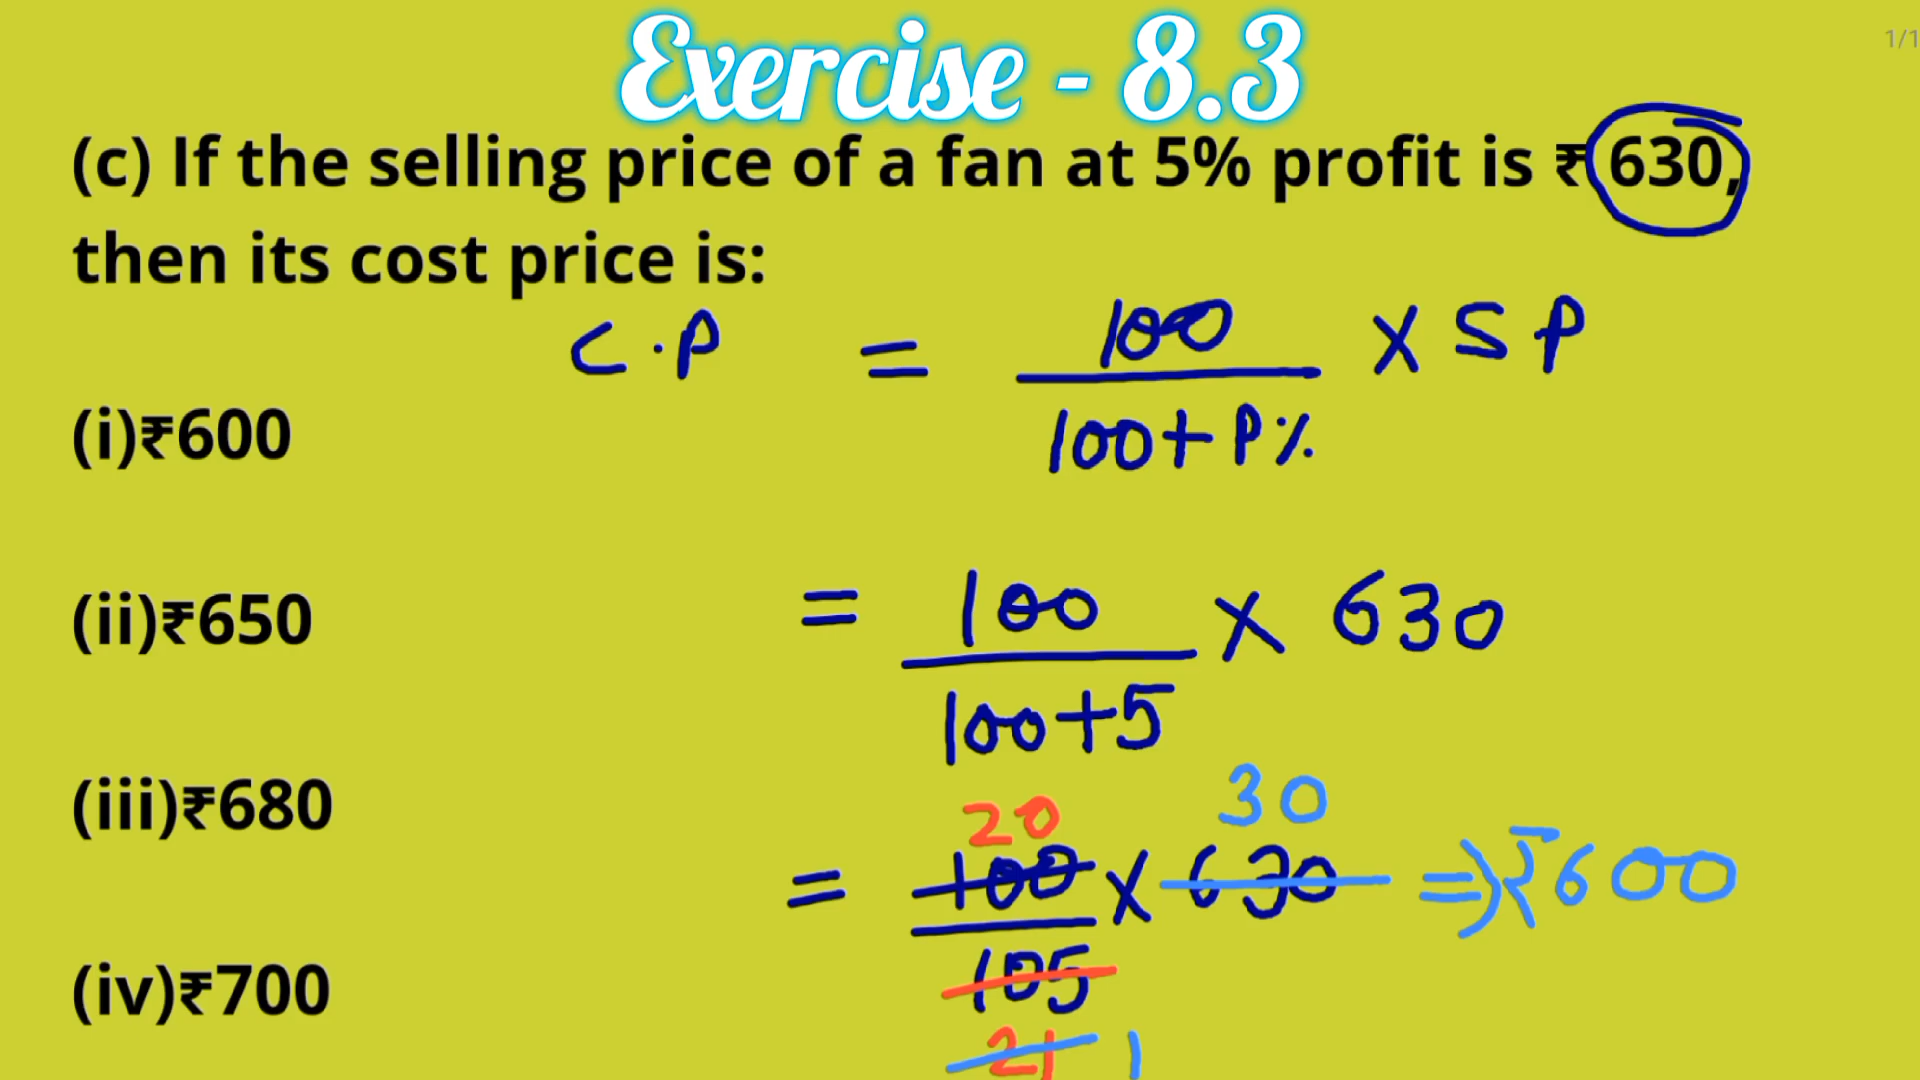 Exercise - 8.3
1/1
(c) If the selling price of a fan at 5% profit is ₹ 630,
then its cost price is:
C.P = 100 × SP
100+P%
(i)₹600
= 100 × 630
100+5
(ii)₹650
20 30
(iii)₹680
= 100 × 630 => ₹600
105
(iv)₹700
21 1